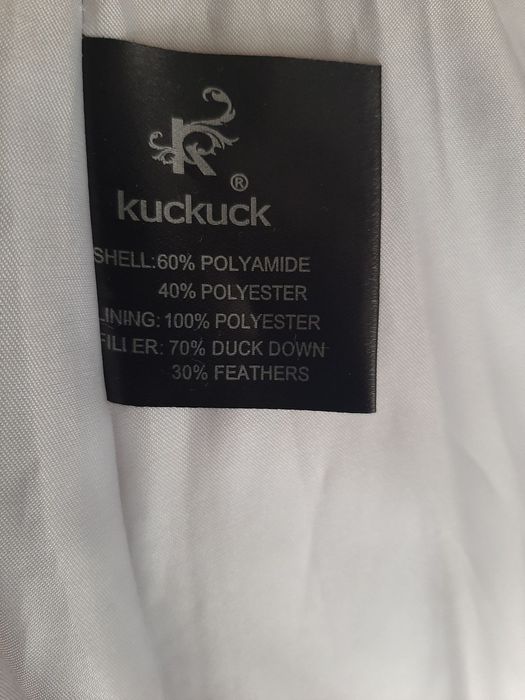 K
®
kuckuck
SHELL:60% POLYAMIDE
40% POLYESTER
LINING: 100% POLYESTER
FILLER: 70% DUCK DOWN
30% FEATHERS